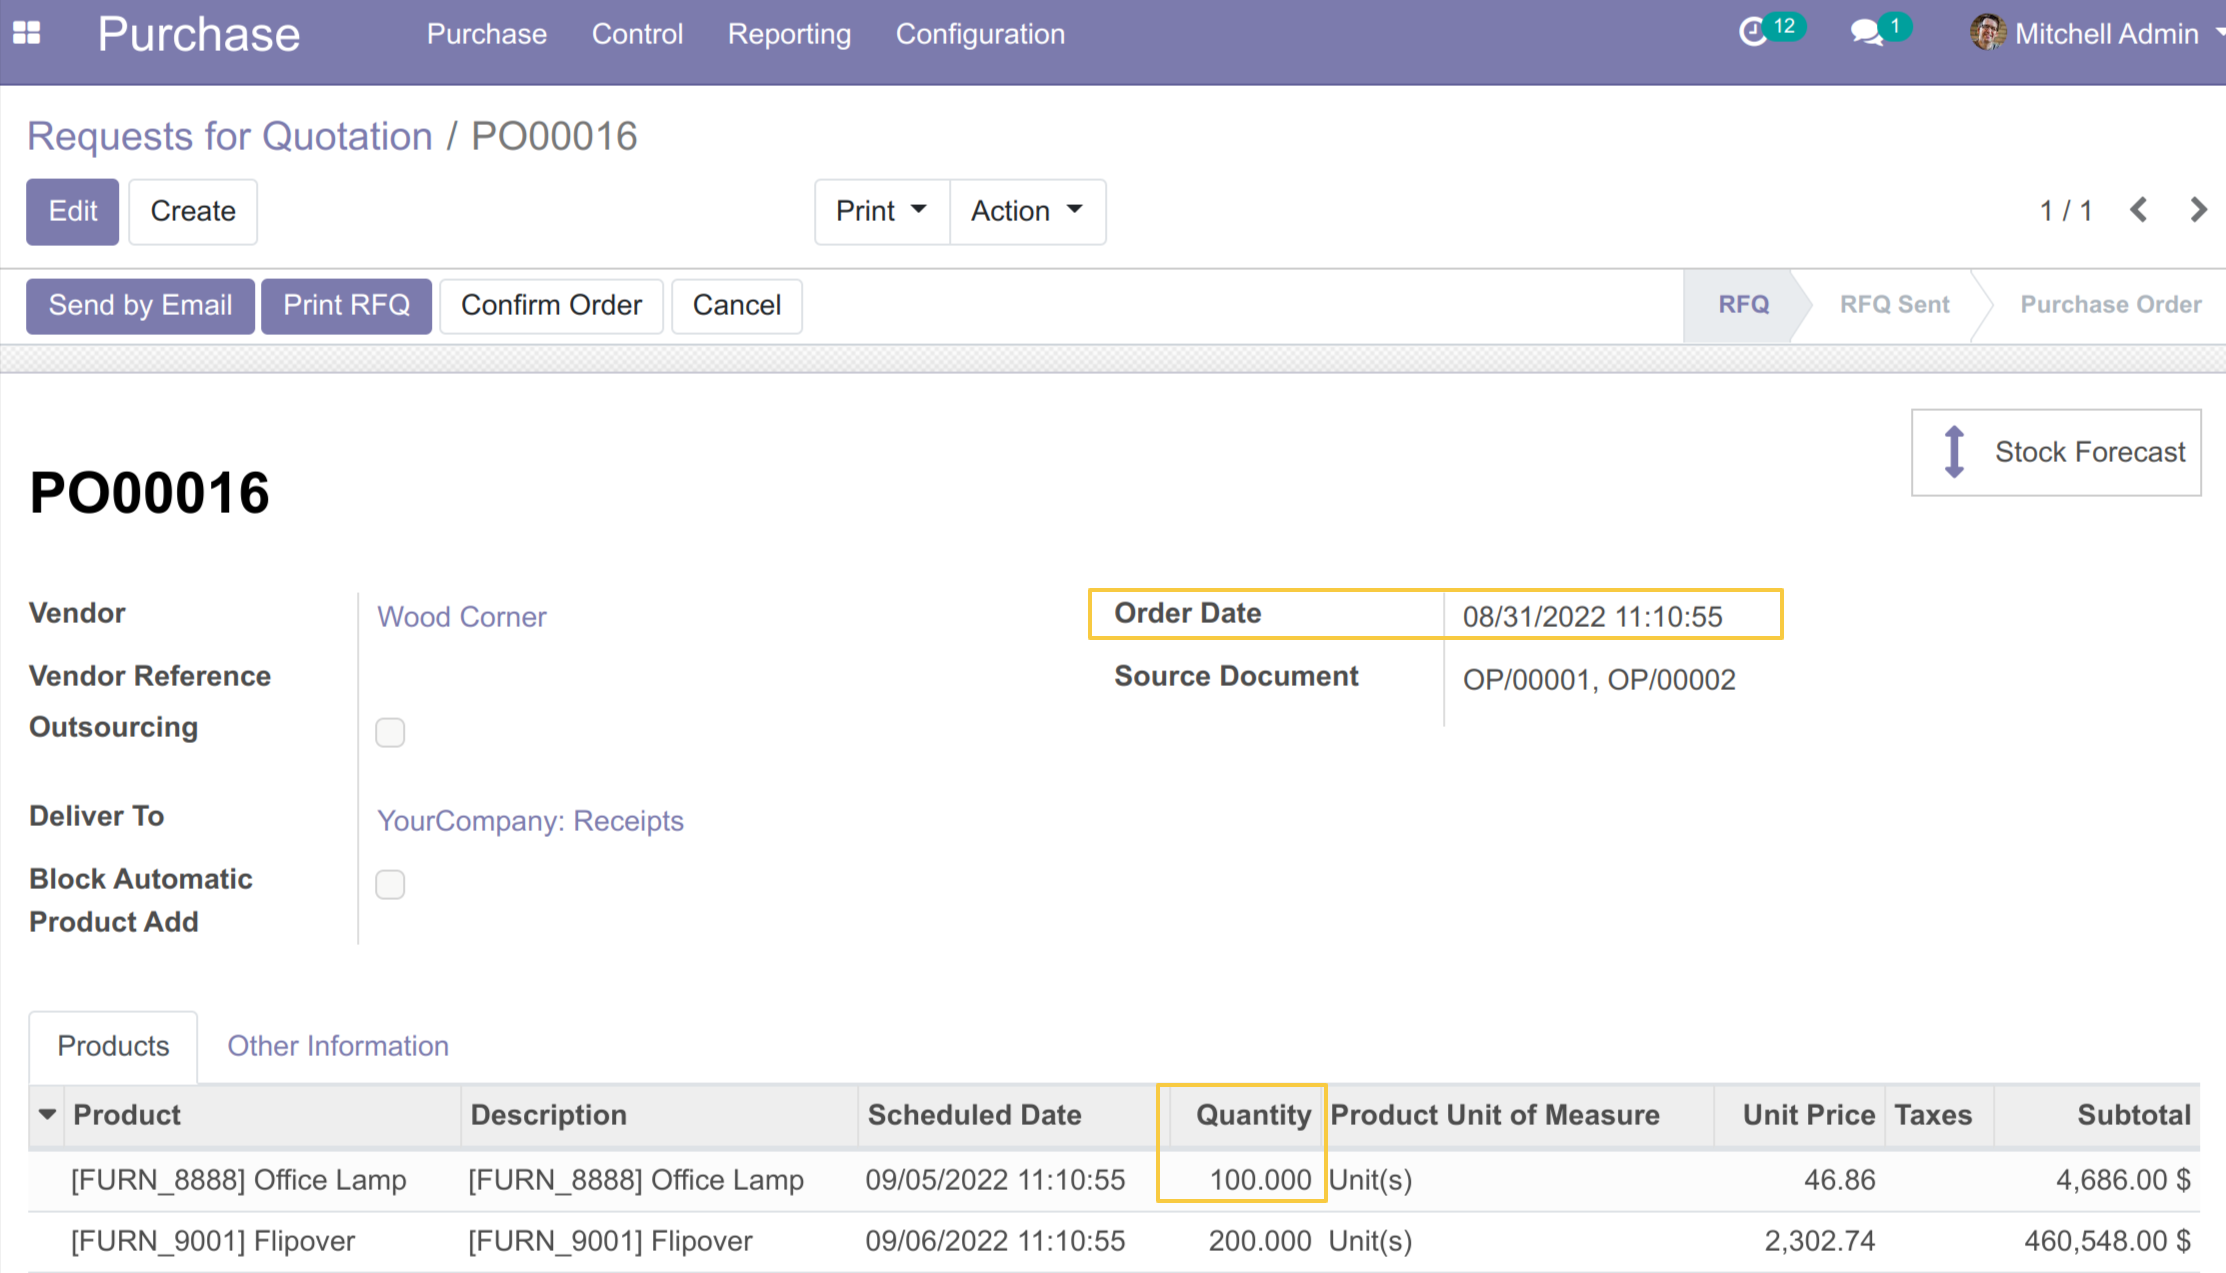 Purchase Purchase Control Reporting Configuration 12 1 Mitchell Admin
Requests for Quotation / PO00016
Edit Create Print Action 1 / 1
Send by Email Print RFQ Confirm Order Cancel RFQ RFQ Sent Purchase Order
Stock Forecast
PO00016
Vendor Wood Corner Order Date 08/31/2022 11:10:55
Vendor Reference Source Document OP/00001, OP/00002
Outsourcing
Deliver To YourCompany: Receipts
Block Automatic
Product Add
Products Other Information
Product Description Scheduled Date Quantity Product Unit of Measure Unit Price Taxes Subtotal
[FURN_8888] Office Lamp [FURN_8888] Office Lamp 09/05/2022 11:10:55 100.000 Unit(s) 46.86 4,686.00 $
[FURN_9001] Flipover [FURN_9001] Flipover 09/06/2022 11:10:55 200.000 Unit(s) 2,302.74 460,548.00 $